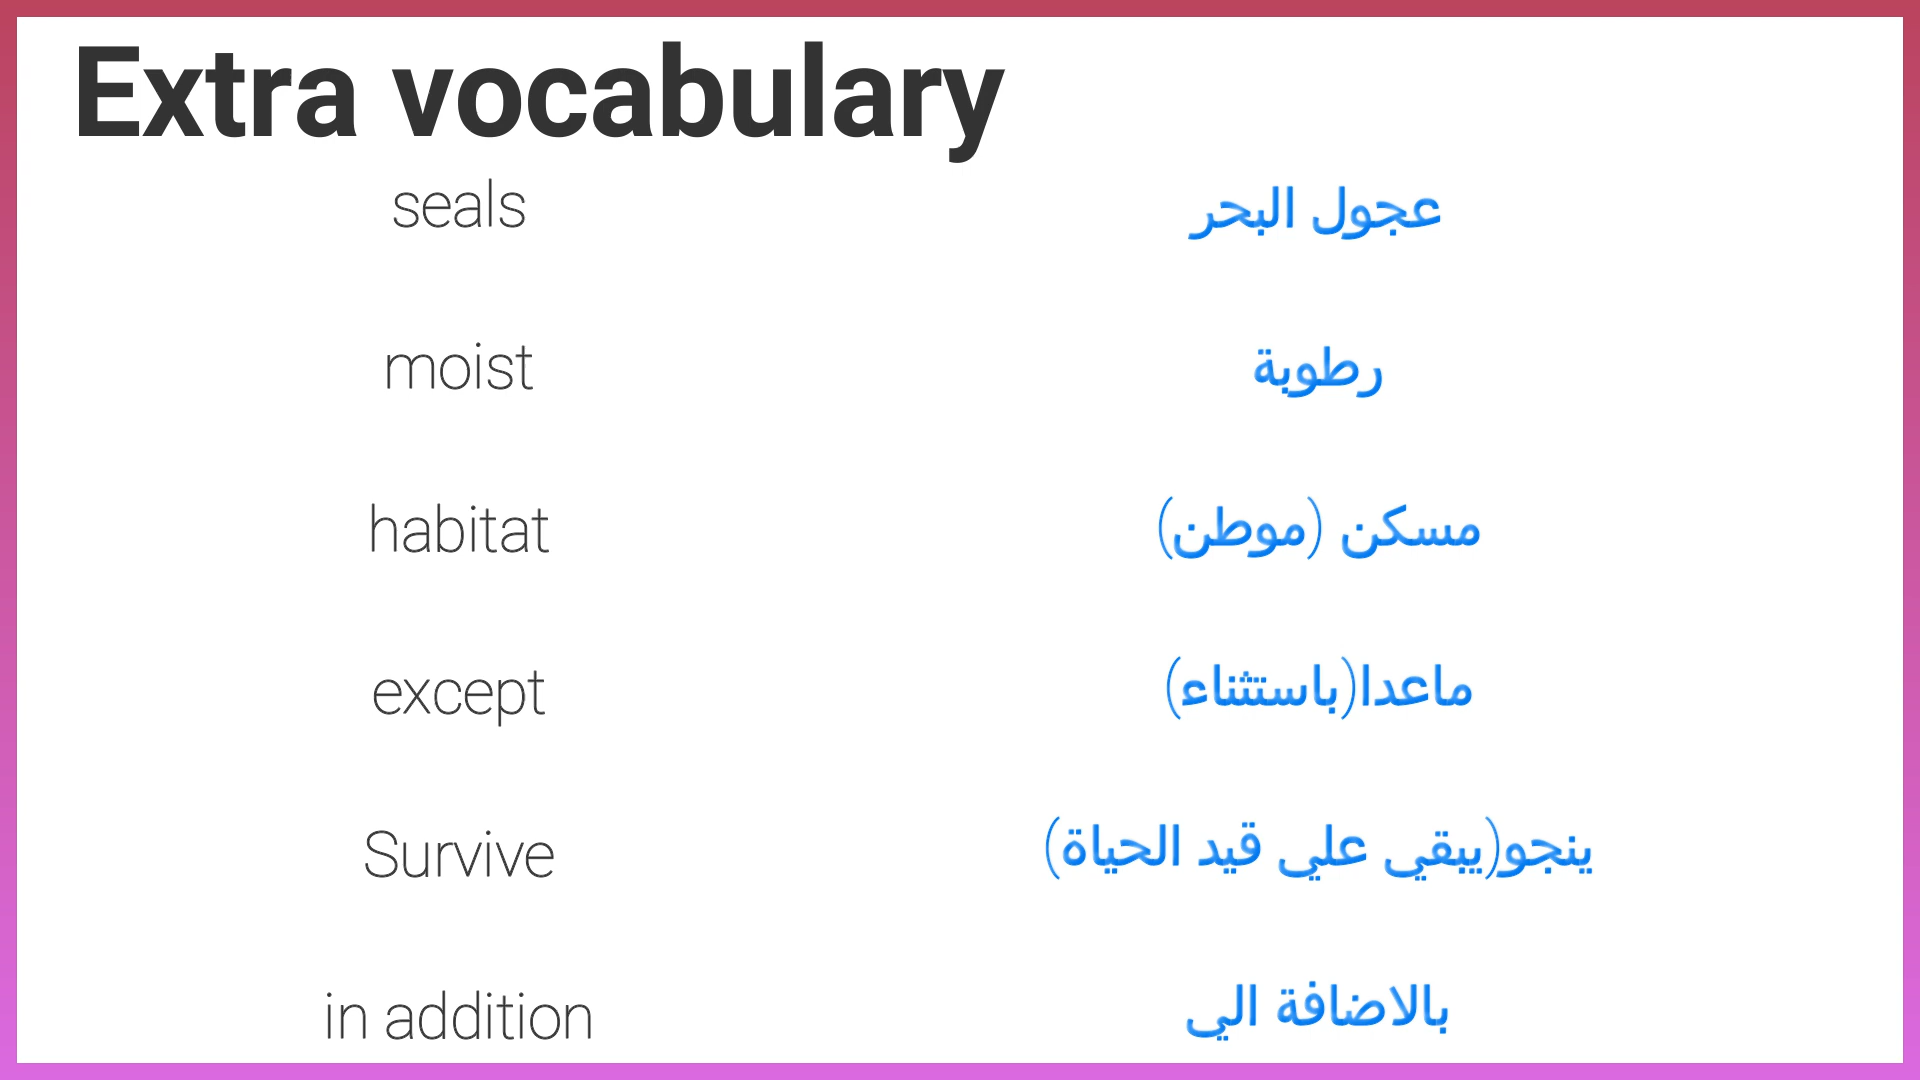 Extra vocabulary
seals عجول البحر
moist رطوبة
habitat مسكن (موطن)
except ماعدا(باستثناء)
Survive ينجو(يبقي علي قيد الحياة)
in addition بالاضافة الي